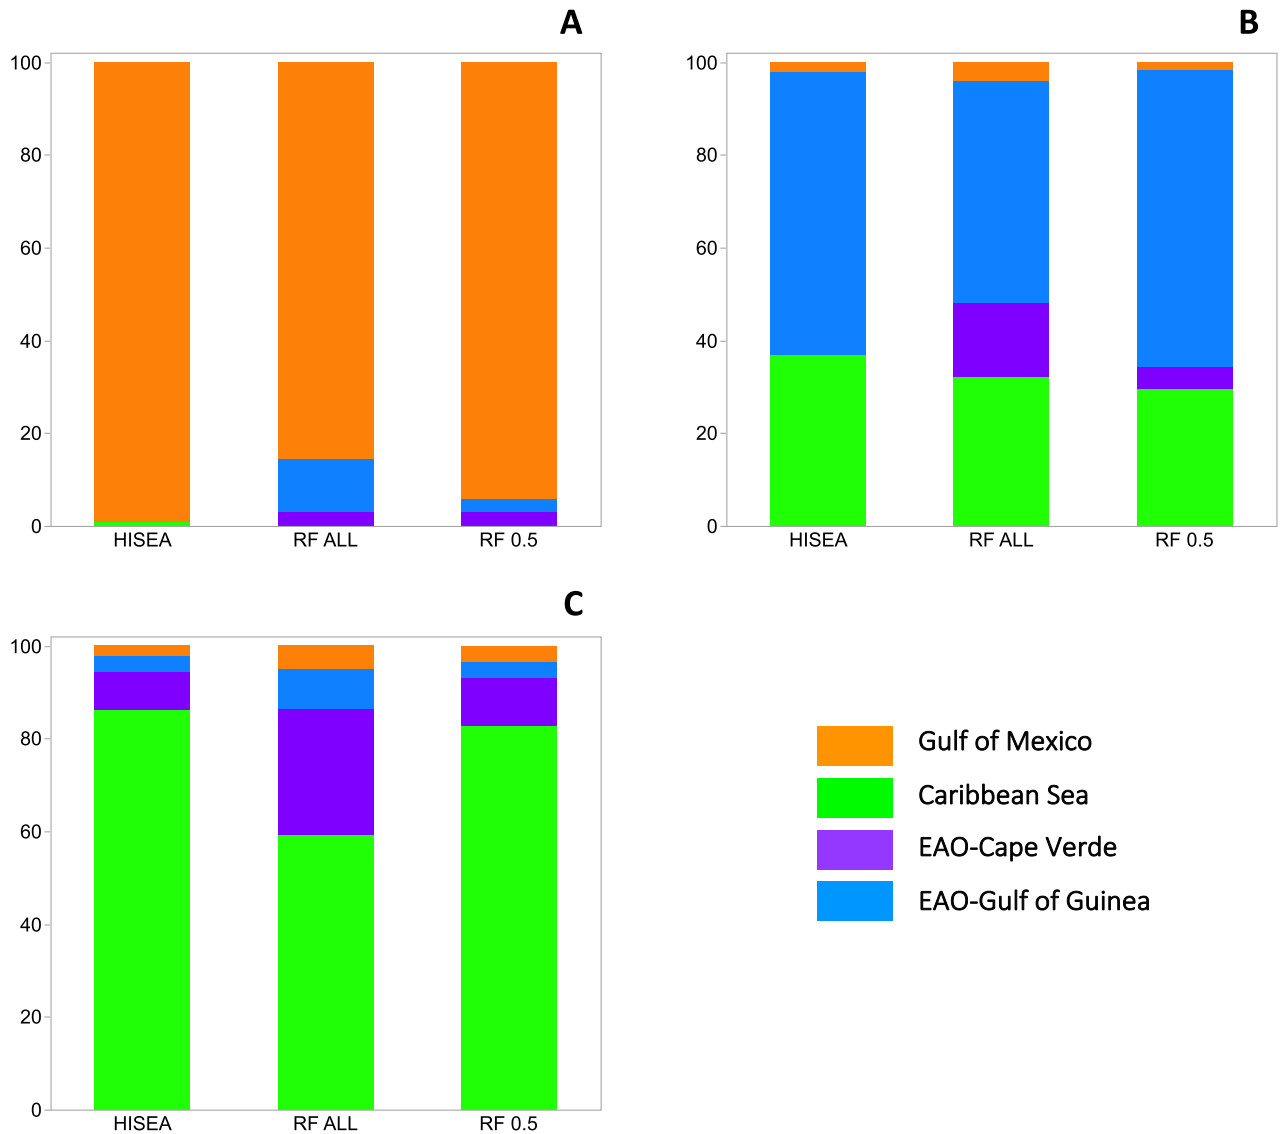 A
100
80
60
40
20
0
HISEA RF ALL RF 0.5
B
100
80
60
40
20
0
HISEA RF ALL RF 0.5
C
100
80
60
40
20
0
HISEA RF ALL RF 0.5
Gulf of Mexico
Caribbean Sea
EAO-Cape Verde
EAO-Gulf of Guinea